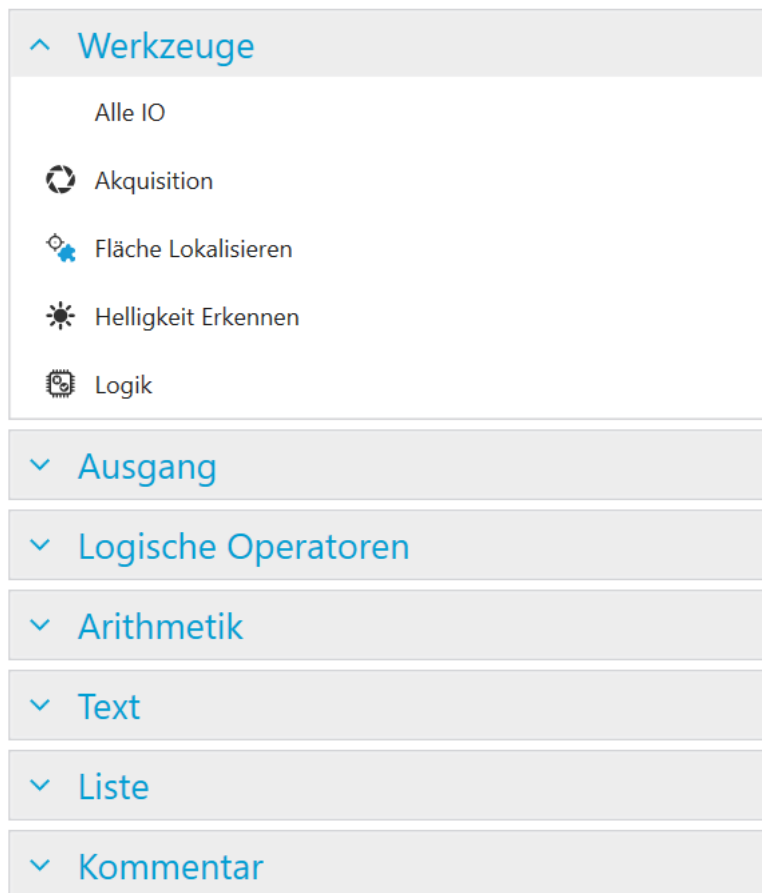 Werkzeuge
Alle IO
Akquisition
Fläche Lokalisieren
Helligkeit Erkennen
Logik
Ausgang
Logische Operatoren
Arithmetik
Text
Liste
Kommentar